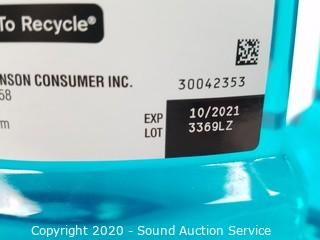 To Recycle®
NSON CONSUMER INC.
30042353
58
EXP 10/2021
LOT 3369LZ
m
Copyright 2020 - Sound Auction Service